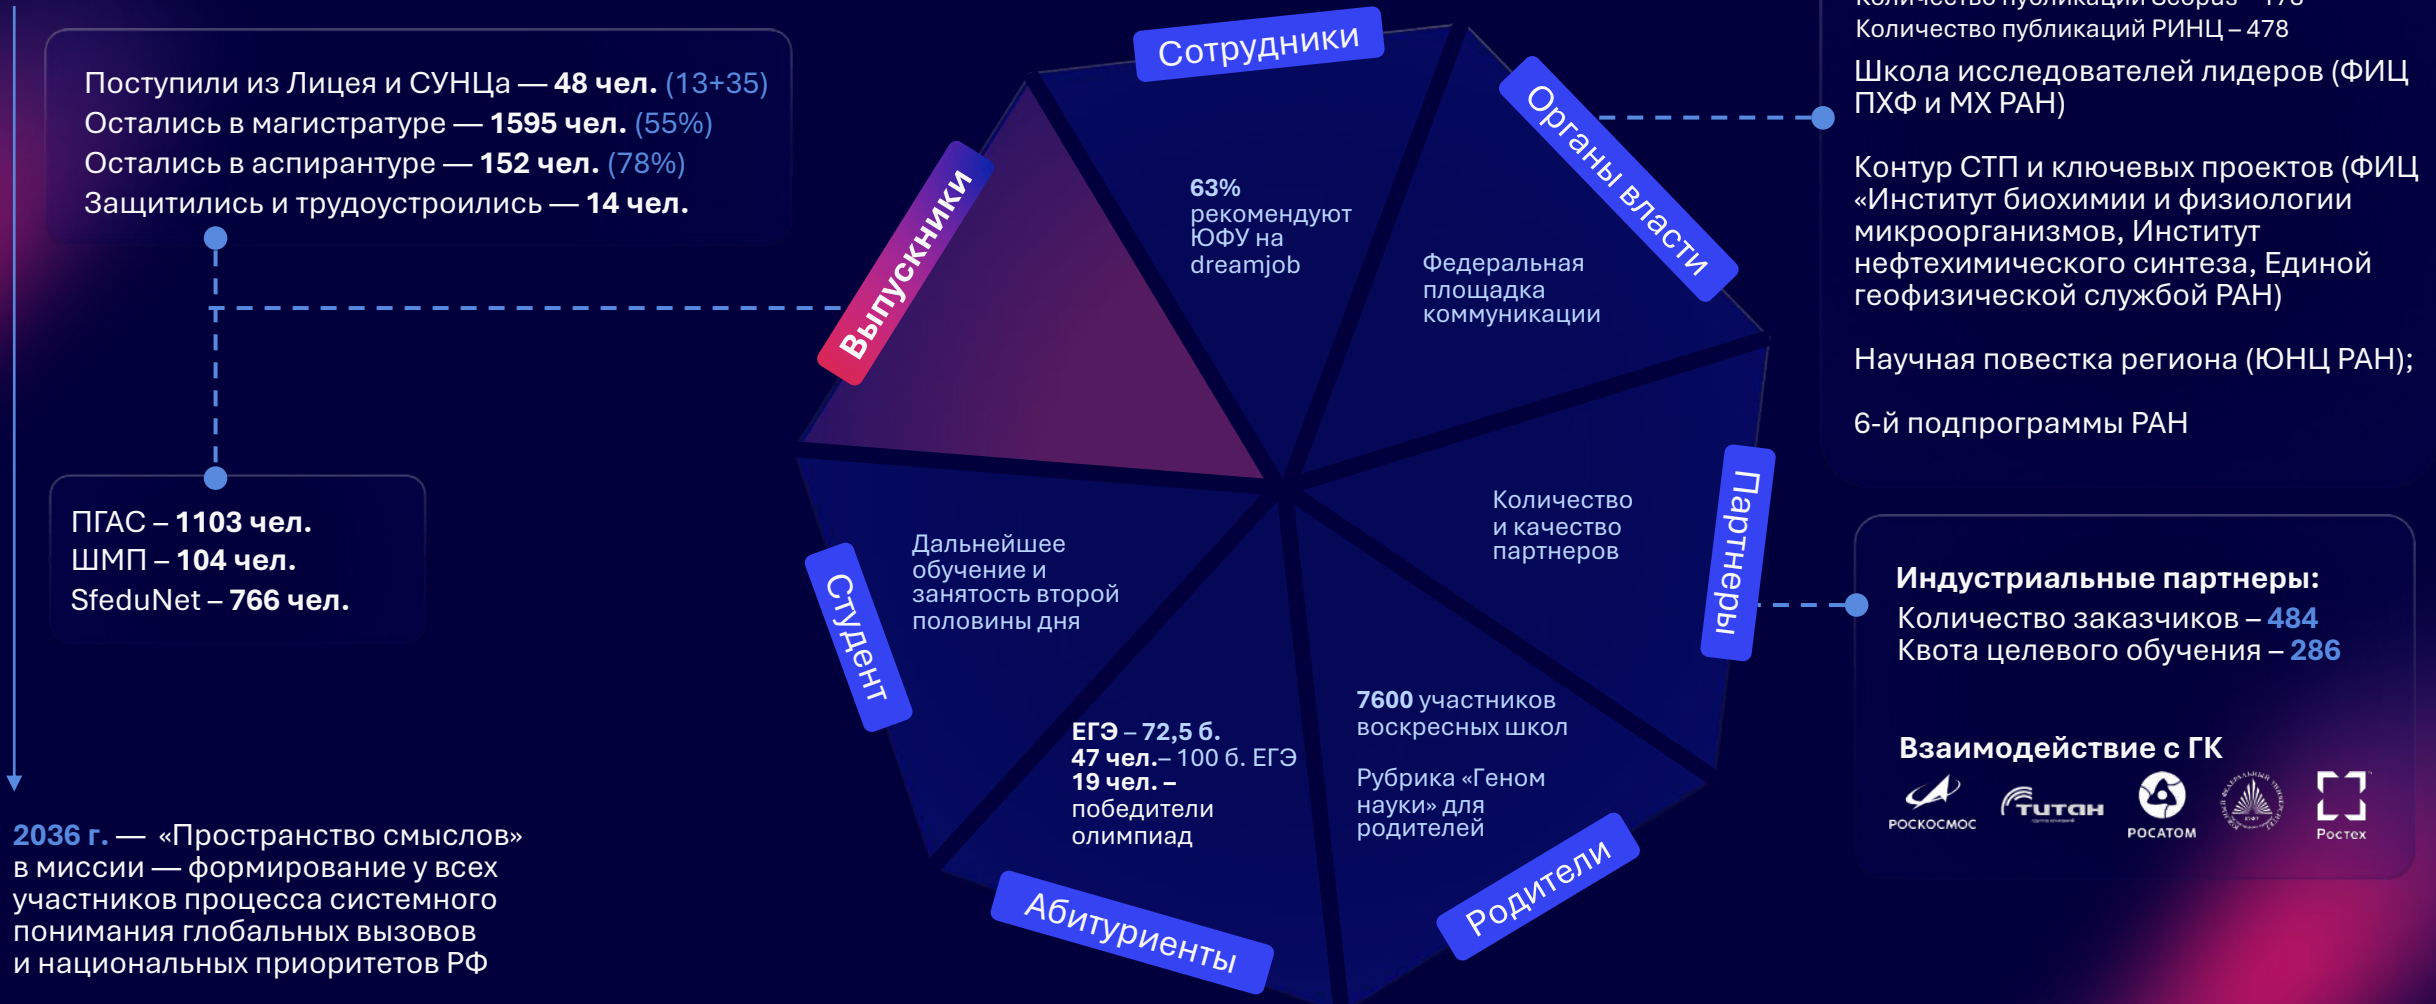 Поступили из Лицея и СУНЦа — 48 чел. (13+35)
Остались в магистратуре — 1595 чел. (55%)
Остались в аспирантуре — 152 чел. (78%)
Защитились и трудоустроились — 14 чел.
ПГАС – 1103 чел.
ШМП – 104 чел.
SfeduNet – 766 чел.
2036 г. — «Пространство смыслов»
в миссии — формирование у всех
участников процесса системного
понимания глобальных вызовов
и национальных приоритетов РФ
Выпускники
Сотрудники
63%
рекомендуют
ЮФУ на
dreamjob
Органы власти
Федеральная
площадка
коммуникации
Партнеры
Количество
и качество
партнеров
Родители
7600 участников
воскресных школ
Рубрика «Геном
науки» для
родителей
Абитуриенты
ЕГЭ – 72,5 б.
47 чел.– 100 б. ЕГЭ
19 чел. –
победители
олимпиад
Студент
Дальнейшее
обучение и
занятость второй
половины дня
Количество публикаций Scopus –
Количество публикаций РИНЦ – 478
Школа исследователей лидеров (ФИЦ
ПХФ и МХ РАН)
Контур СТП и ключевых проектов (ФИЦ
«Институт биохимии и физиологии
микроорганизмов, Институт
нефтехимического синтеза, Единой
геофизической службой РАН)
Научная повестка региона (ЮНЦ РАН);
6-й подпрограммы РАН
Индустриальные партнеры:
Количество заказчиков – 484
Квота целевого обучения – 286
Взаимодействие с ГК
РОСКОСМОС
ТИТАН
РОСАТОМ
Ростех